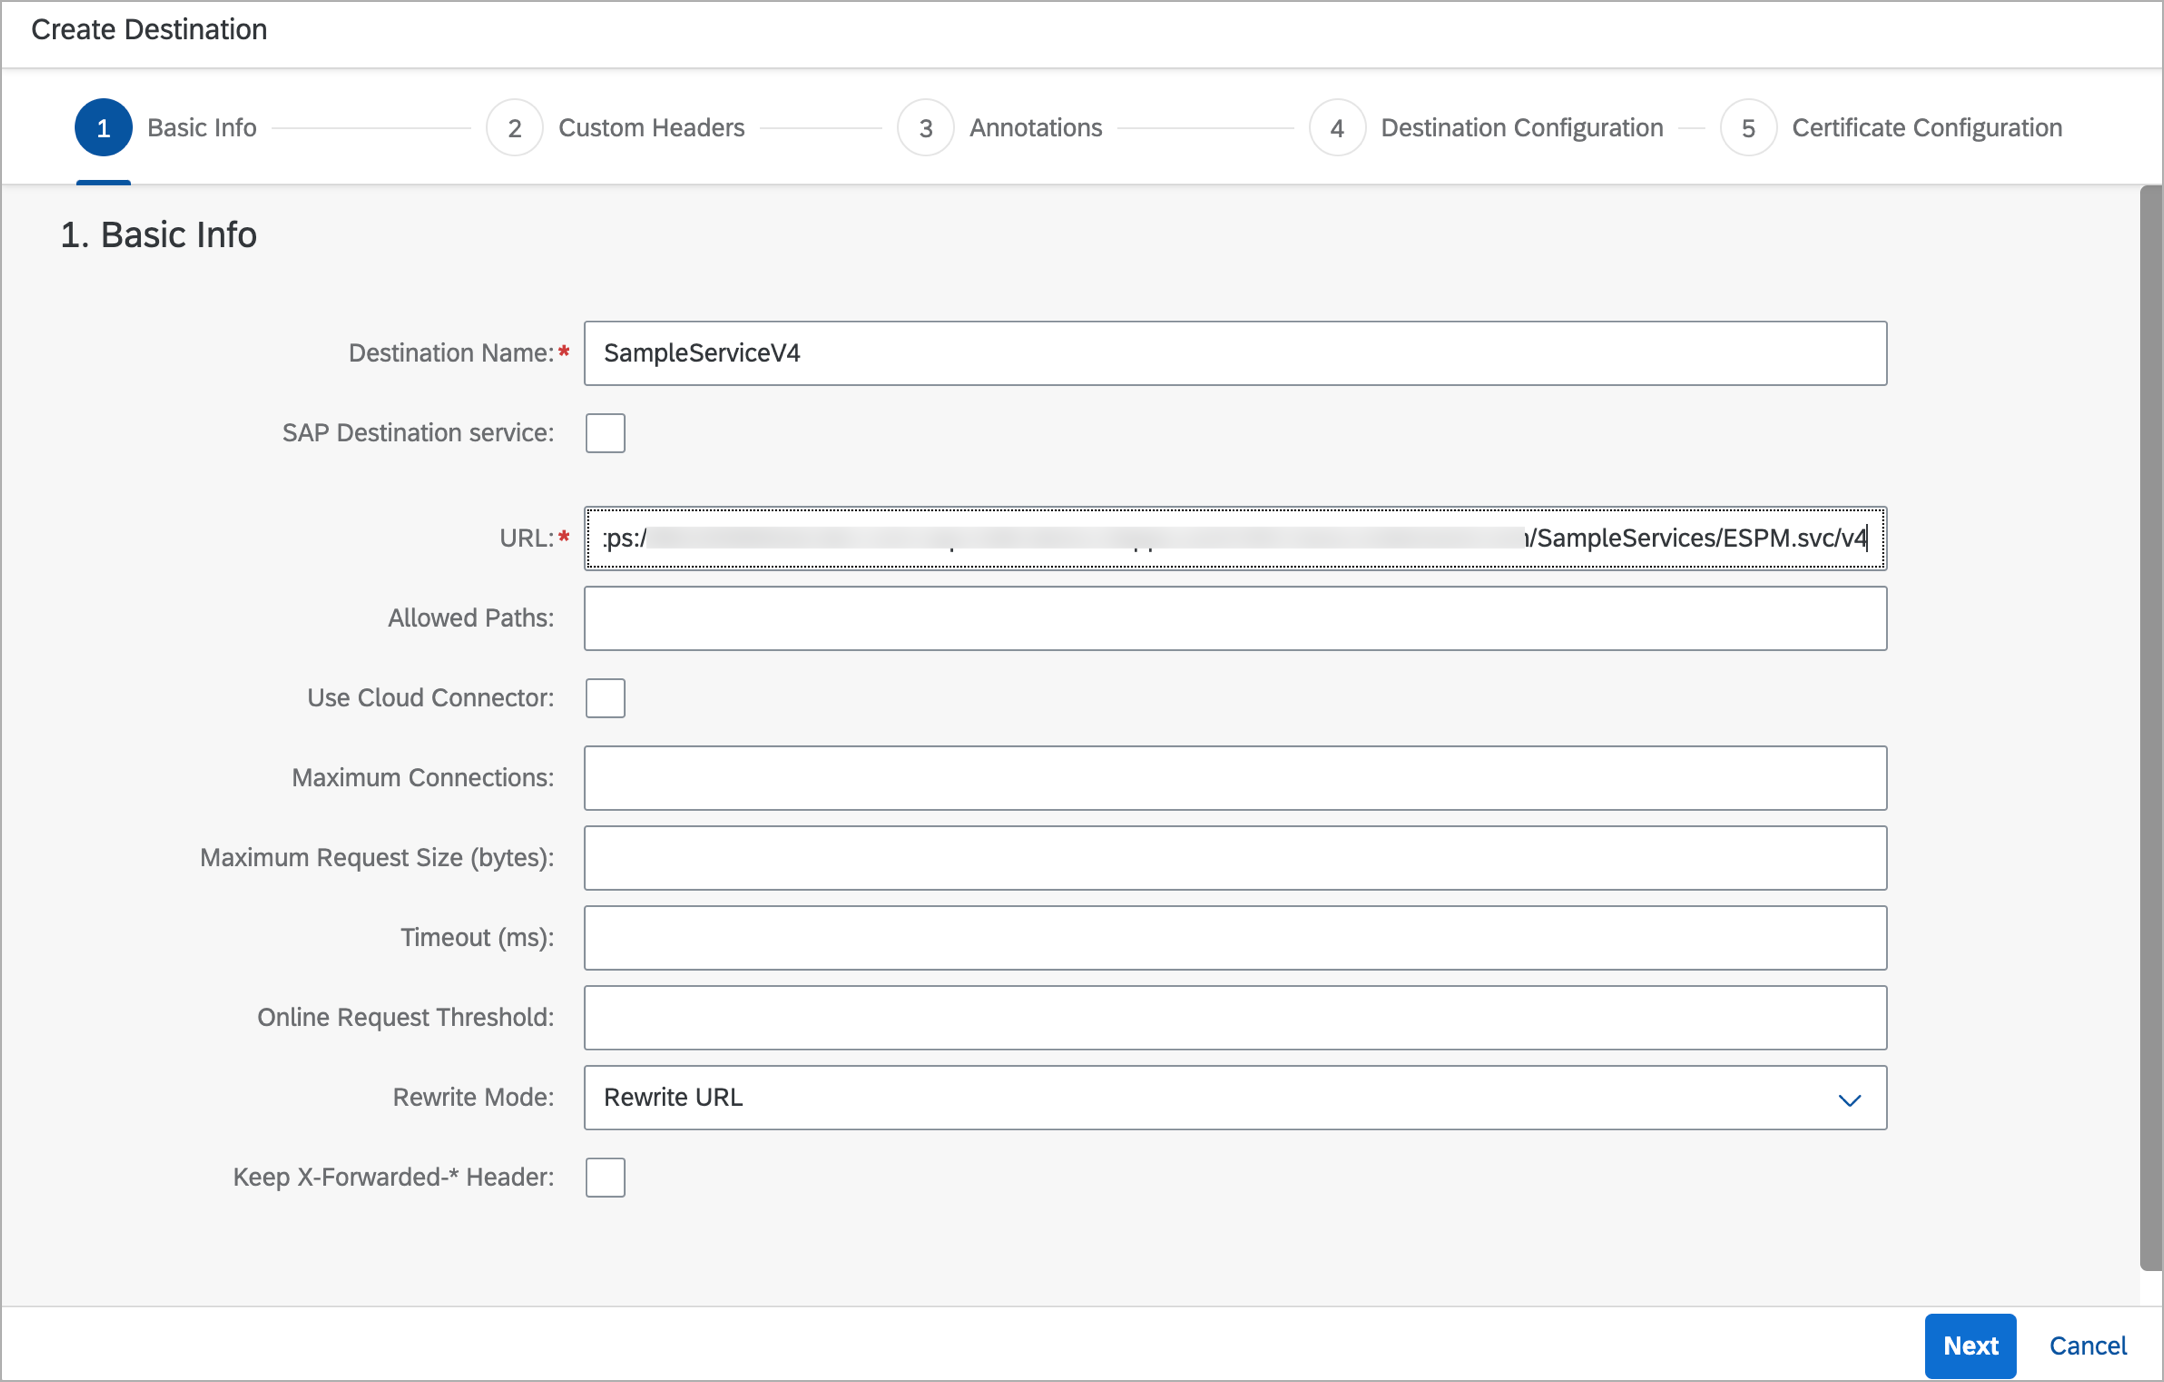 Create Destination
1 Basic Info 2 Custom Headers 3 Annotations 4 Destination Configuration 5 Certificate Configuration
1. Basic Info
Destination Name:* SampleServiceV4
SAP Destination service:
URL:* :ps:/ /SampleServices/ESPM.svc/v4
Allowed Paths:
Use Cloud Connector:
Maximum Connections:
Maximum Request Size (bytes):
Timeout (ms):
Online Request Threshold:
Rewrite Mode: Rewrite URL
Keep X-Forwarded-* Header:
Next Cancel